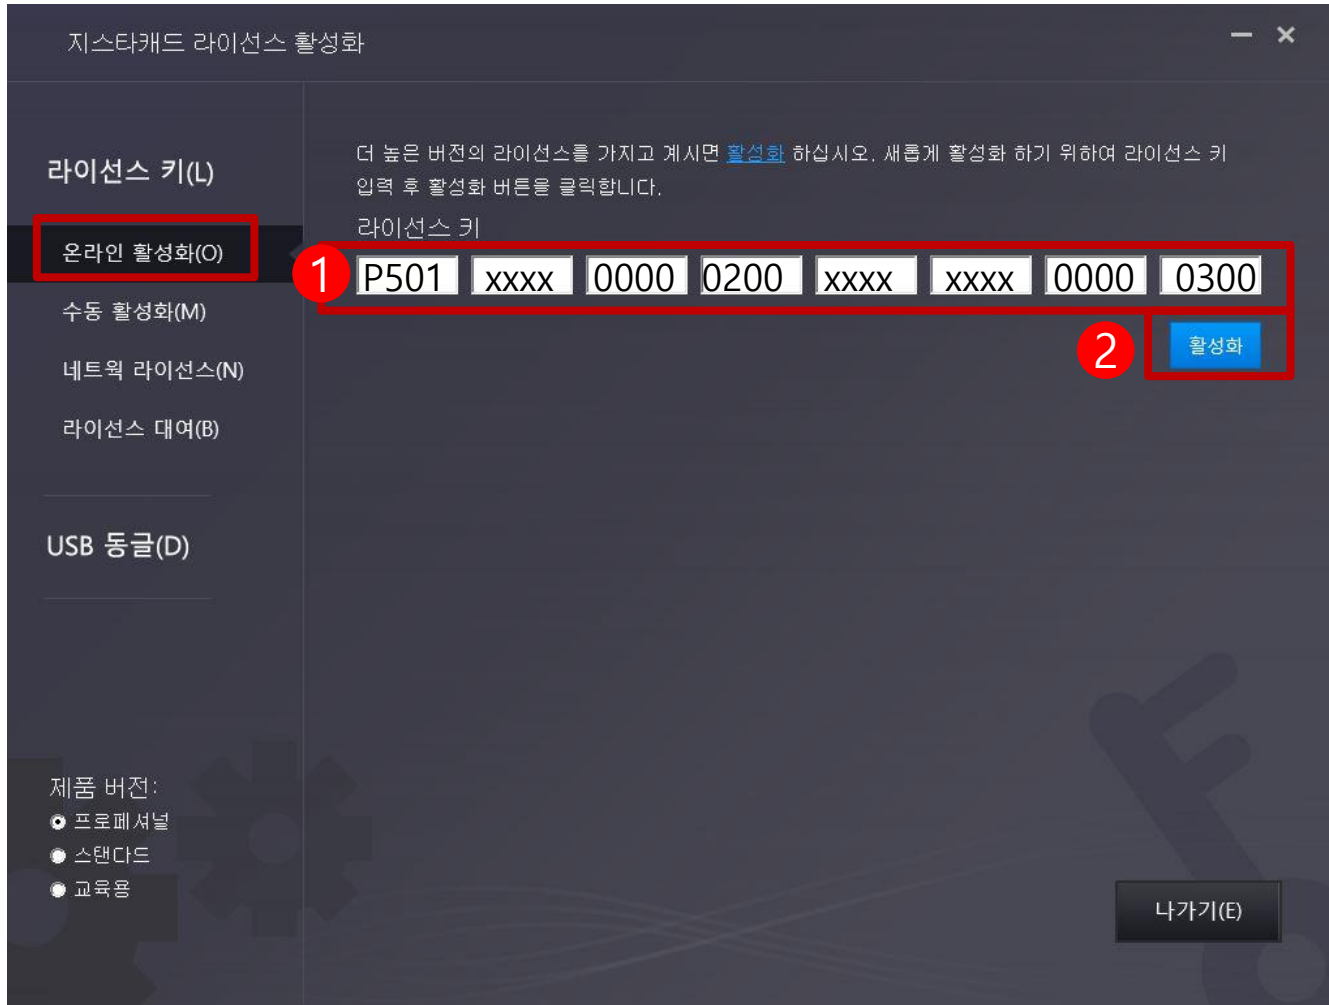 지스타캐드 라이선스 활성화
라이선스 키(L)
온라인 활성화(O)
수동 활성화(M)
네트웍 라이선스(N)
라이선스 대여(B)
USB 동글(D)
제품 버전:
프로페셔널
스탠다드
교육용
더 높은 버전의 라이선스를 가지고 계시면 활성화 하십시오. 새롭게 활성화 하기 위하여 라이선스 키
입력 후 활성화 버튼을 클릭합니다.
라이선스 키
1 P501 xxxx 0000 0200 xxxx xxxx 0000 0300
2 활성화
나가기(E)